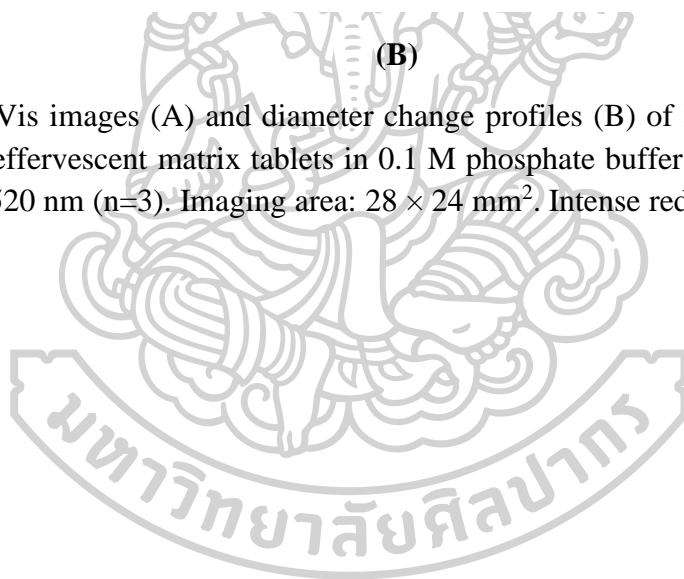 (B)
Vis images (A) and diameter change profiles (B) of
effervescent matrix tablets in 0.1 M phosphate buffer
520 nm (n=3). Imaging area: 28 × 24 mm². Intense red
มหาวิทยาลัยศิลปากร